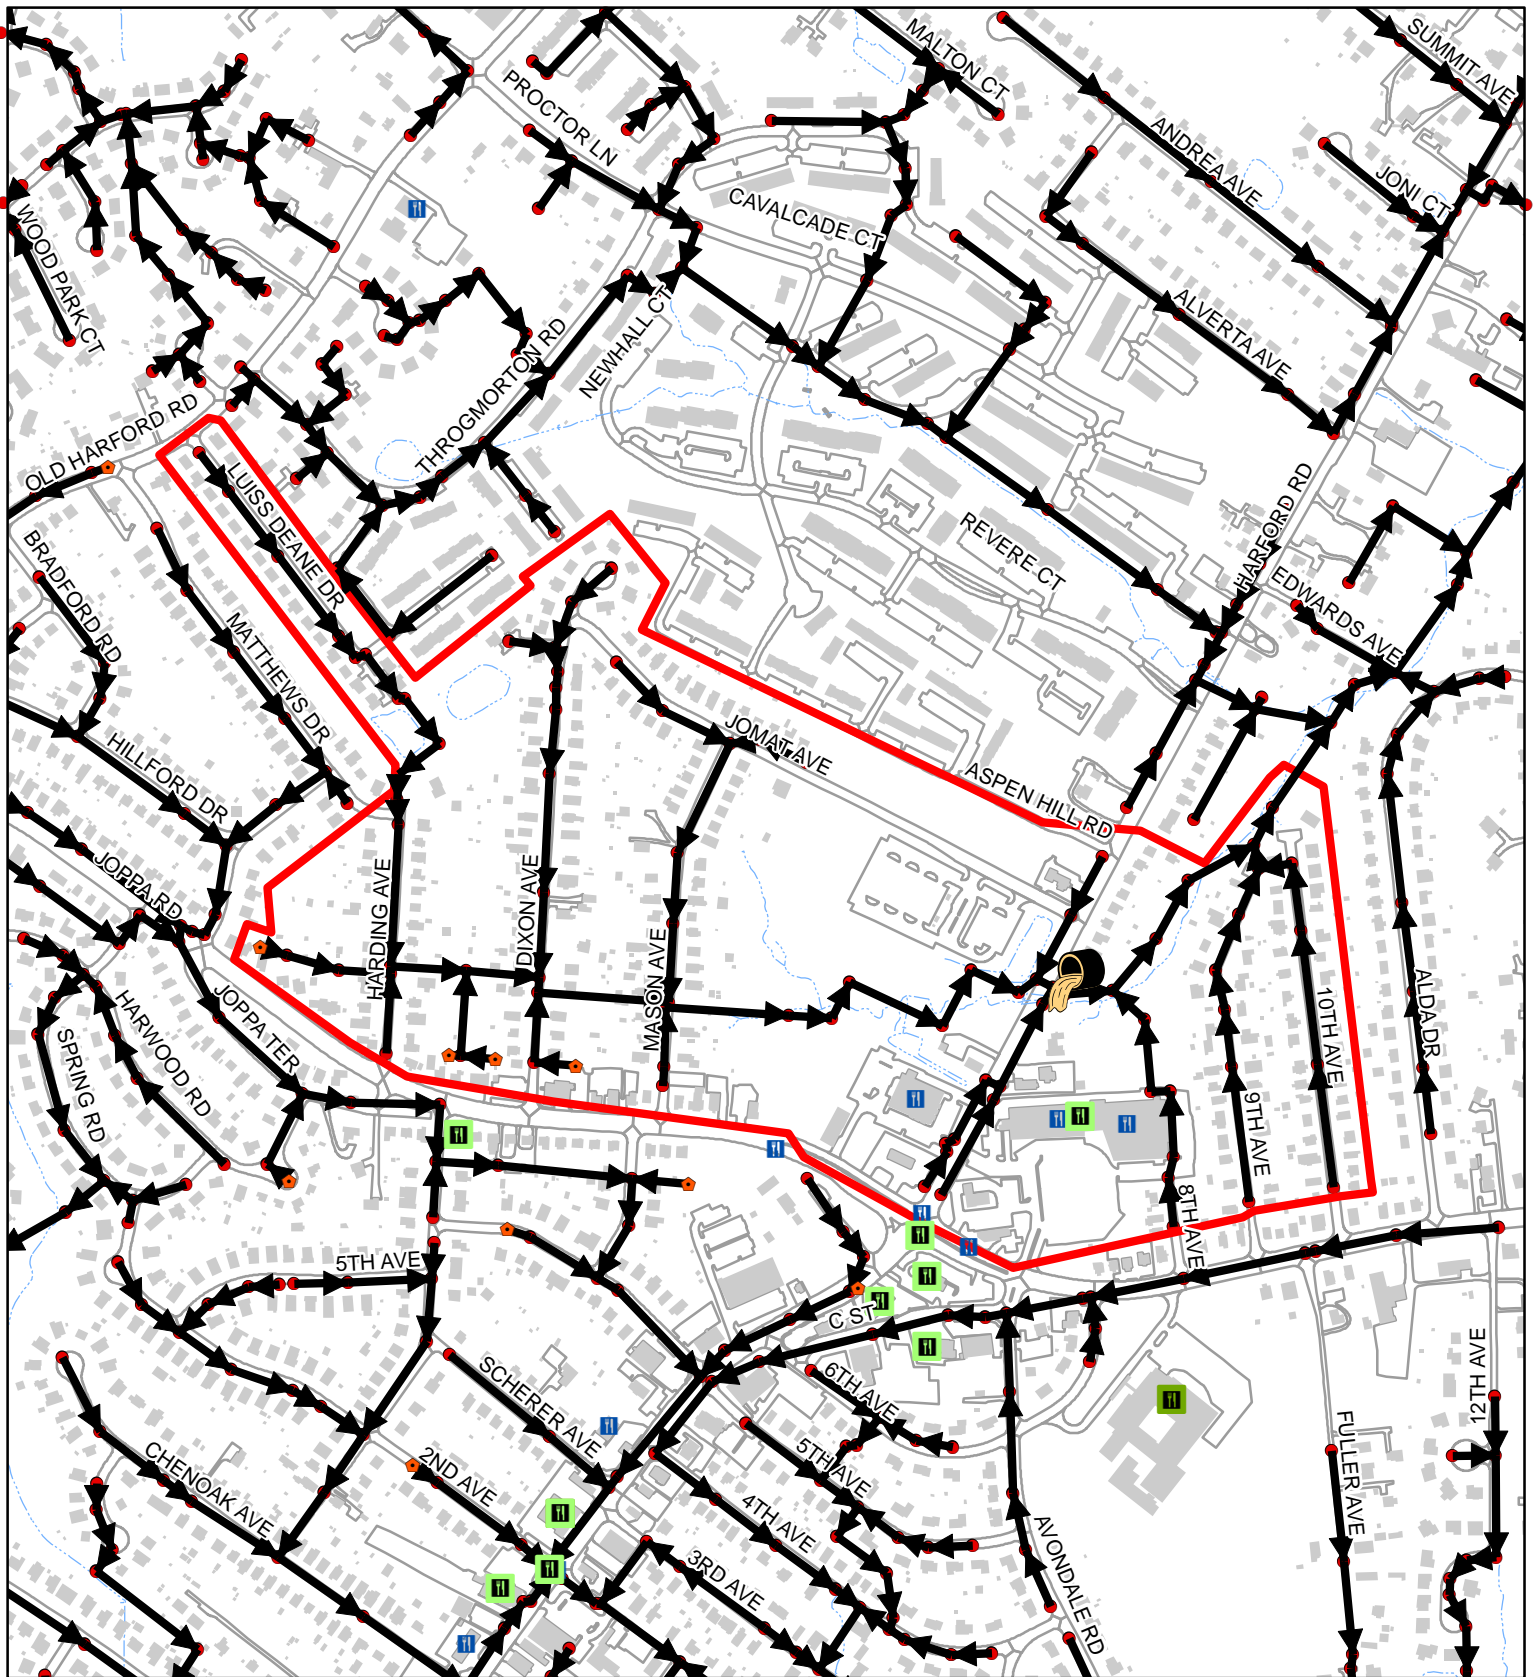 SUMMIT AVE
MALTON CT
PROCTOR LN
ANDREA AVE
JONI CT
CAVALCADE CT
WOOD PARK CT
ALVERTA AVE
NEWHALL CT
THROGMORTON RD
OLD HARFORD RD
LUISS DEANE DR
HARFORD RD
REVERE CT
BRADFORD RD
EDWARDS AVE
MATTHEWS DR
JOMAT AVE
HILLFORD DR
ASPEN HILL RD
JOPPA RD
HARDING AVE
DIXON AVE
MASON AVE
JOPPA TER
HARWOOD RD
SPRING RD
10TH AVE
ALDA DR
9TH AVE
8TH AVE
5TH AVE
C ST
SCHERER AVE
6TH AVE
12TH AVE
FULLER AVE
2ND AVE
5TH AVE
CHENOAK AVE
4TH AVE
3RD AVE
AVONDALE RD